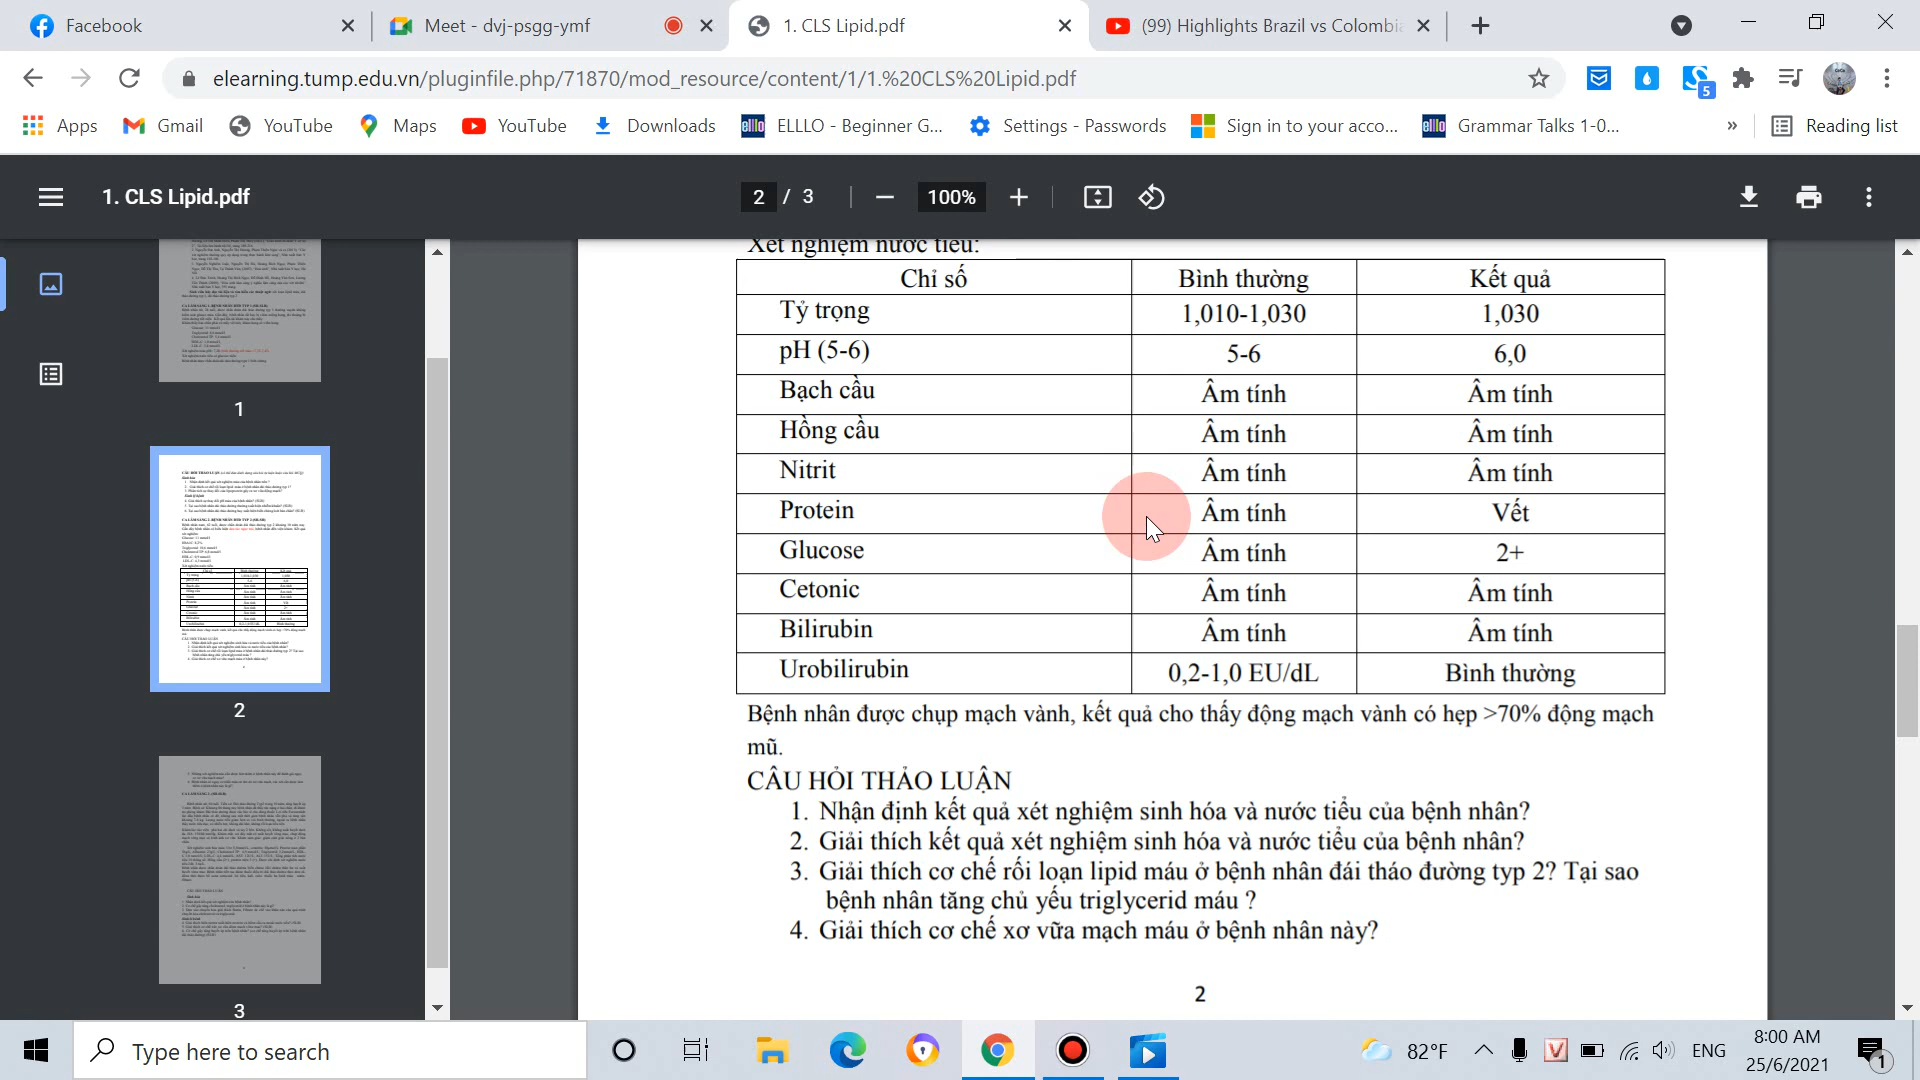 Facebook
Meet - dvj-psgg-ymf
1. CLS Lipid.pdf
(99) Highlights Brazil vs Colombia
elearning.tump.edu.vn/pluginfile.php/71870/mod_resource/content/1/1.%20CLS%20Lipid.pdf
5
Apps
Gmail
YouTube
Maps
YouTube
Downloads
elllo
ELLLO - Beginner G...
Settings - Passwords
Sign in to your acco...
elllo
Grammar Talks 1-0...
»
Reading list
1. CLS Lipid.pdf
2 / 3
100%
1
2
3
Xét nghiệm nước tiểu:
Chỉ số Bình thường Kết quả
Tỷ trọng 1,010-1,030 1,030
pH (5-6) 5-6 6,0
Bạch cầu Âm tính Âm tính
Hồng cầu Âm tính Âm tính
Nitrit Âm tính Âm tính
Protein Âm tính Vết
Glucose Âm tính 2+
Cetonic Âm tính Âm tính
Bilirubin Âm tính Âm tính
Urobilirubin 0,2-1,0 EU/dL Bình thường
Bệnh nhân được chụp mạch vành, kết quả cho thấy động mạch vành có hẹp >70% động mạch
mũ.
CÂU HỎI THẢO LUẬN
1. Nhận định kết quả xét nghiệm sinh hóa và nước tiểu của bệnh nhân?
2. Giải thích kết quả xét nghiệm sinh hóa và nước tiểu của bệnh nhân?
3. Giải thích cơ chế rối loạn lipid máu ở bệnh nhân đái tháo đường typ 2? Tại sao
bệnh nhân tăng chủ yếu triglycerid máu ?
4. Giải thích cơ chế xơ vữa mạch máu ở bệnh nhân này?
2
Type here to search
82°F
V
ENG
8:00 AM
25/6/2021
1